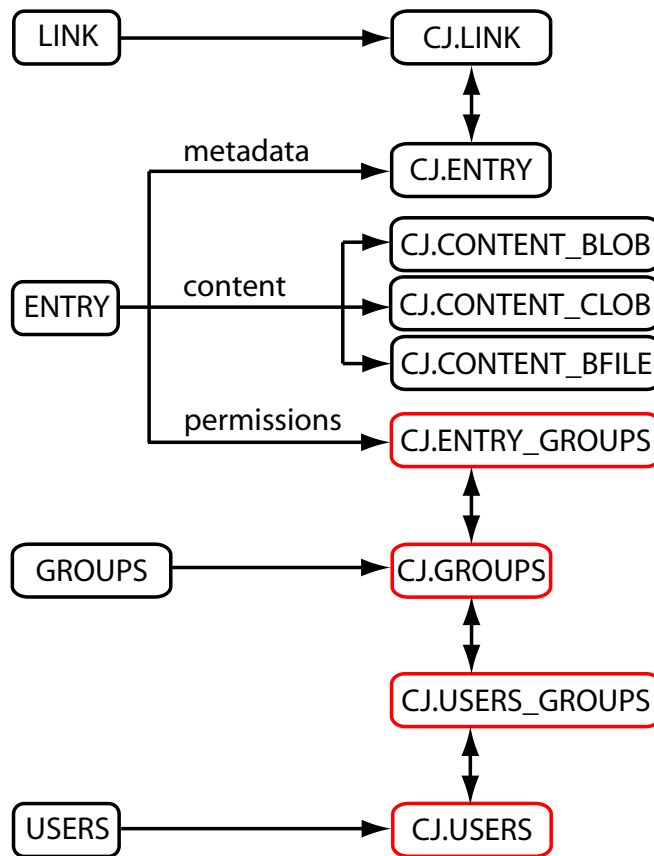 LINK
CJ.LINK
metadata
CJ.ENTRY
CJ.CONTENT_BLOB
ENTRY
content
CJ.CONTENT_CLOB
CJ.CONTENT_BFILE
permissions
CJ.ENTRY_GROUPS
GROUPS
CJ.GROUPS
CJ.USERS_GROUPS
USERS
CJ.USERS